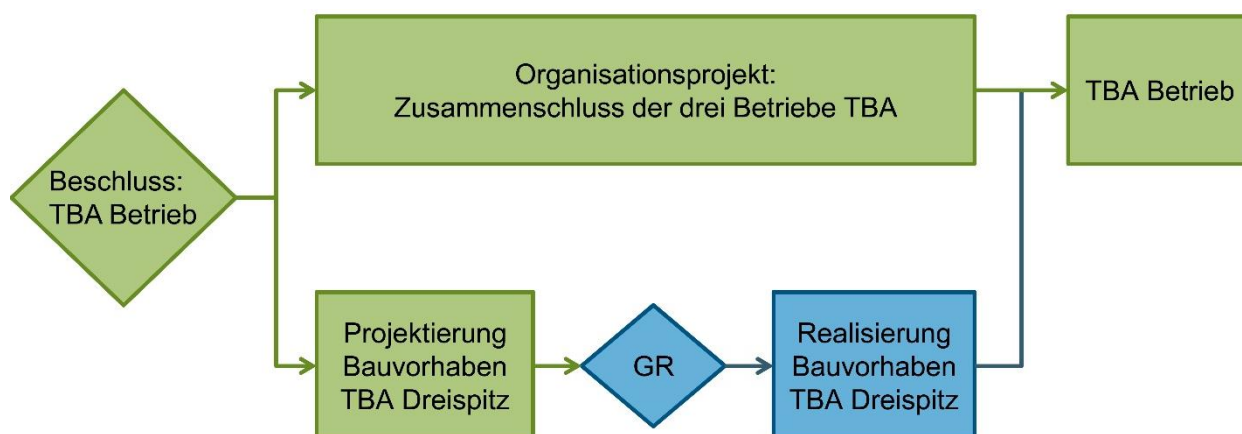 Organisationsprojekt:
Zusammenschluss der drei Betriebe TBA
TBA Betrieb
Beschluss:
TBA Betrieb
Projektierung
Bauvorhaben
TBA Dreispitz
GR
Realisierung
Bauvorhaben
TBA Dreispitz